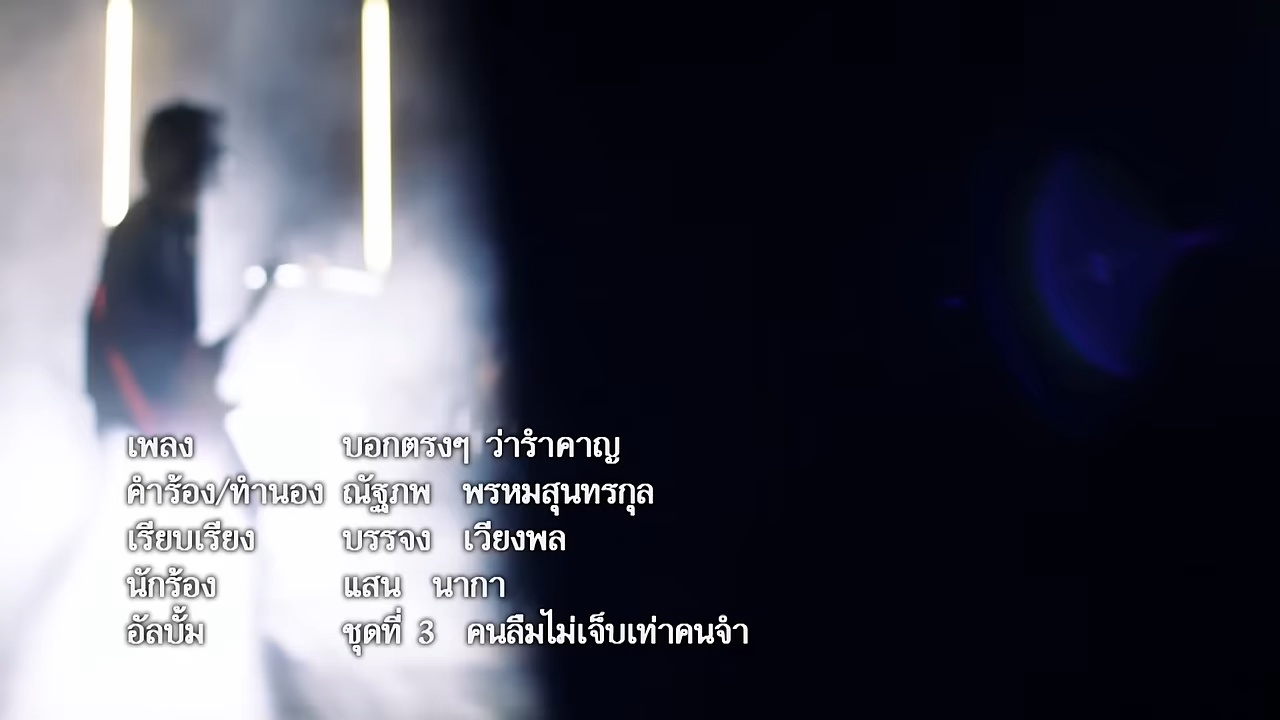 เพลง บอกตรงๆ ว่ารำคาญ
คำร้อง/ทำนอง ณัฐภพ พรหมสุนทรกุล
เรียบเรียง บรรจง เวียงพล
นักร้อง แสน นากา
อัลบั้ม ชุดที่ 3 คนลืมไม่เจ็บเท่าคนจำ